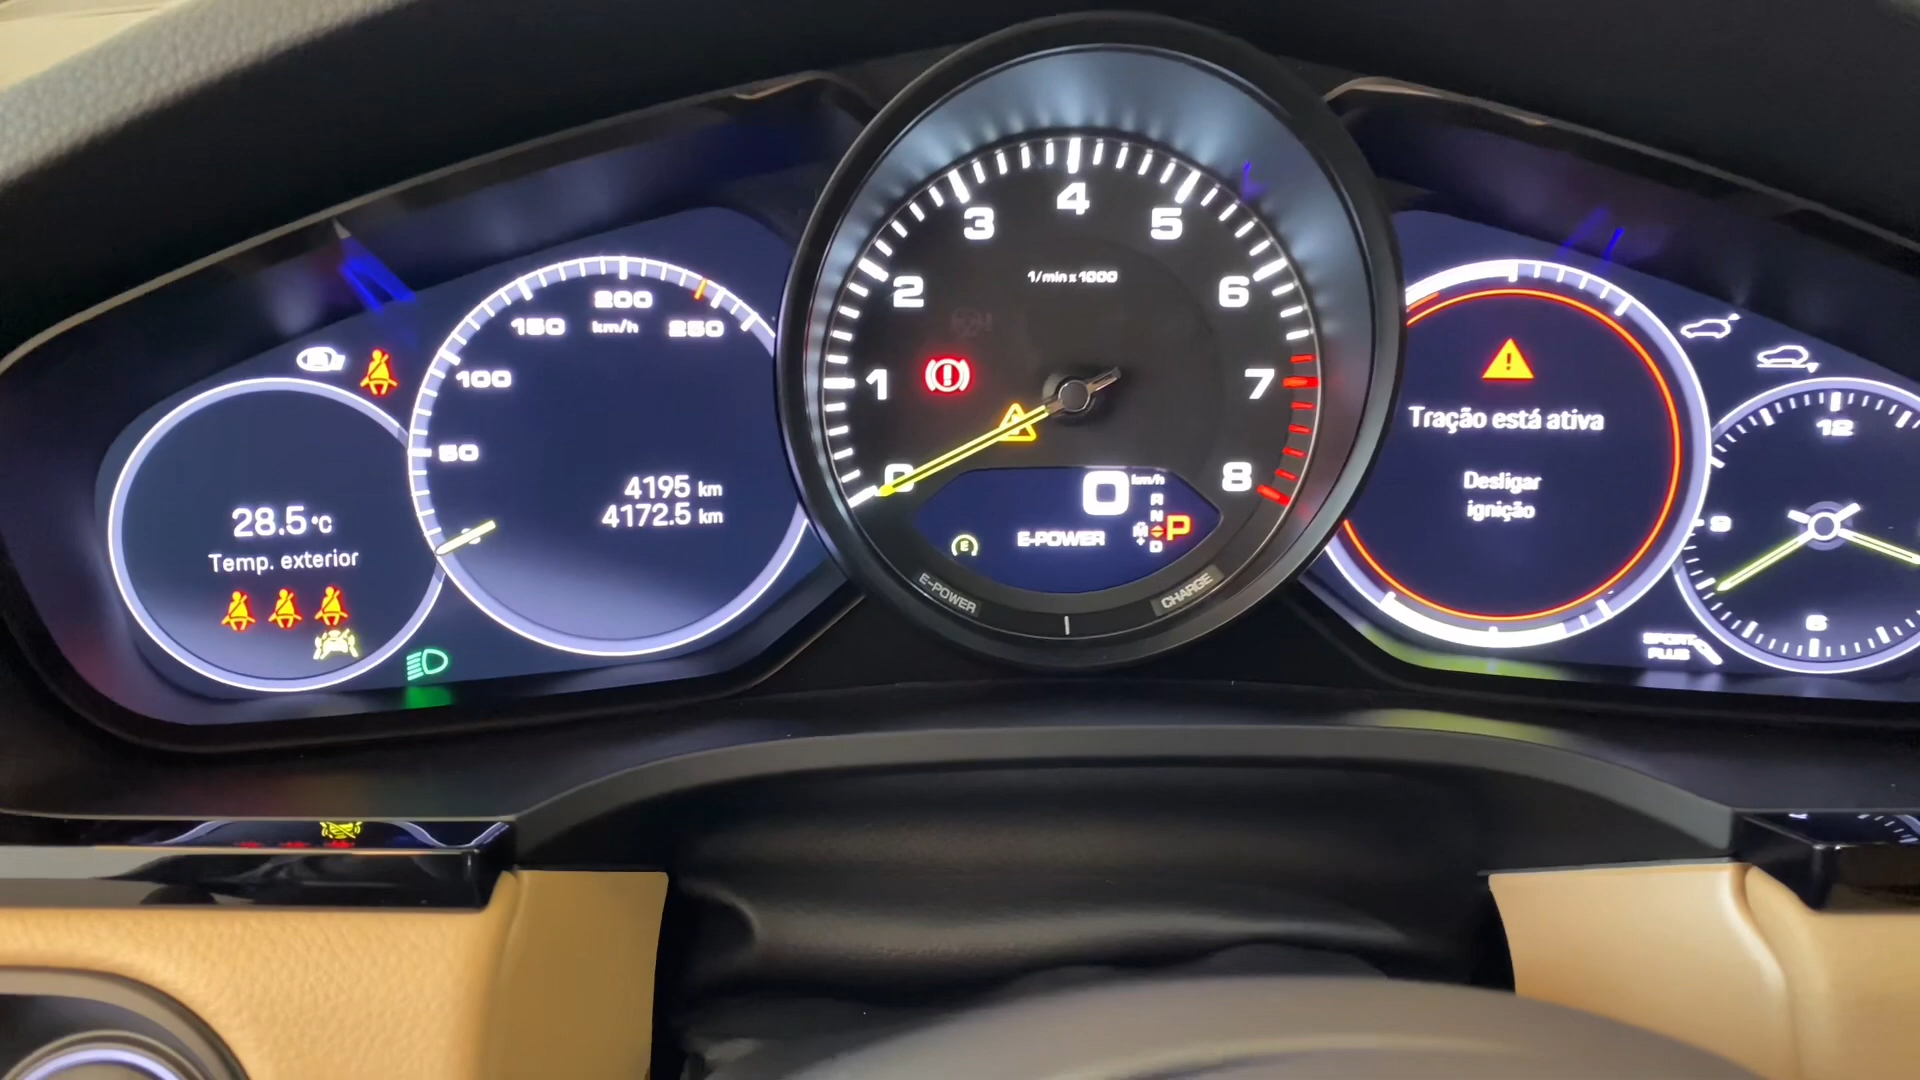 28.5 °C
Temp. exterior
50
100
150
200
250
km/h
4195 km
4172.5 km
0
1
2
3
4
5
6
7
8
1/min x 1000
0 km/h
R
N
D
P
M
+
E
E-POWER
E-POWER
CHARGE
!
Tração está ativa
Desligar
ignição
SPORT
PLUS
12
9
6